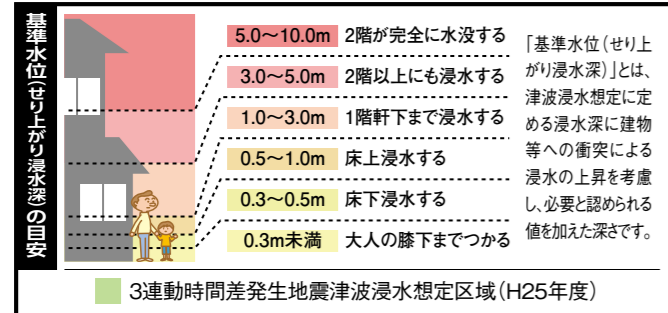 基準水位(せり上がり浸水深)の目安
5.0〜10.0m 2階が完全に水没する
3.0〜5.0m 2階以上にも浸水する
1.0〜3.0m 1階軒下まで浸水する
0.5〜1.0m 床上浸水する
0.3〜0.5m 床下浸水する
0.3m未満 大人の膝下までつかる
「基準水位(せり上
がり浸水深)」とは、
津波浸水想定に定
める浸水深に建物
等への衝突による
浸水の上昇を考慮
し、必要と認められる
値を加えた深さです。
3連動時間差発生地震津波浸水想定区域(H25年度)